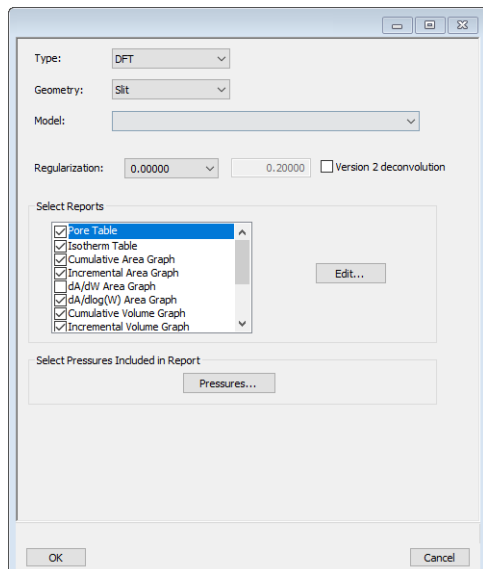 Type: DFT
Geometry: Slit
Model:
Regularization: 0.00000 0.20000 Version 2 deconvolution
Select Reports
Pore Table
Isotherm Table
Cumulative Area Graph
Incremental Area Graph
dA/dW Area Graph
dA/dlog(W) Area Graph
Cumulative Volume Graph
Incremental Volume Graph
Edit...
Select Pressures Included in Report
Pressures...
OK Cancel